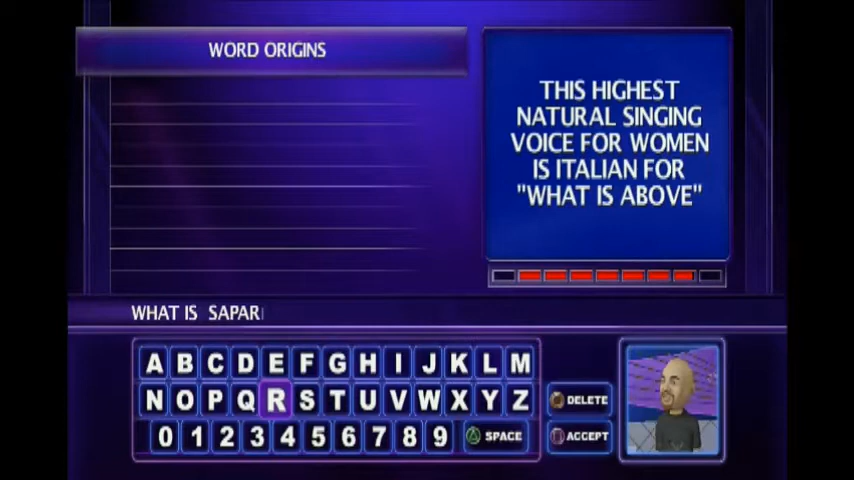 WORD ORIGINS
THIS HIGHEST
NATURAL SINGING
VOICE FOR WOMEN
IS ITALIAN FOR
"WHAT IS ABOVE"
WHAT IS SAPAR
A B C D E F G H I J K L M
N O P Q R S T U V W X Y Z
DELETE
0 1 2 3 4 5 6 7 8 9 SPACE
ACCEPT